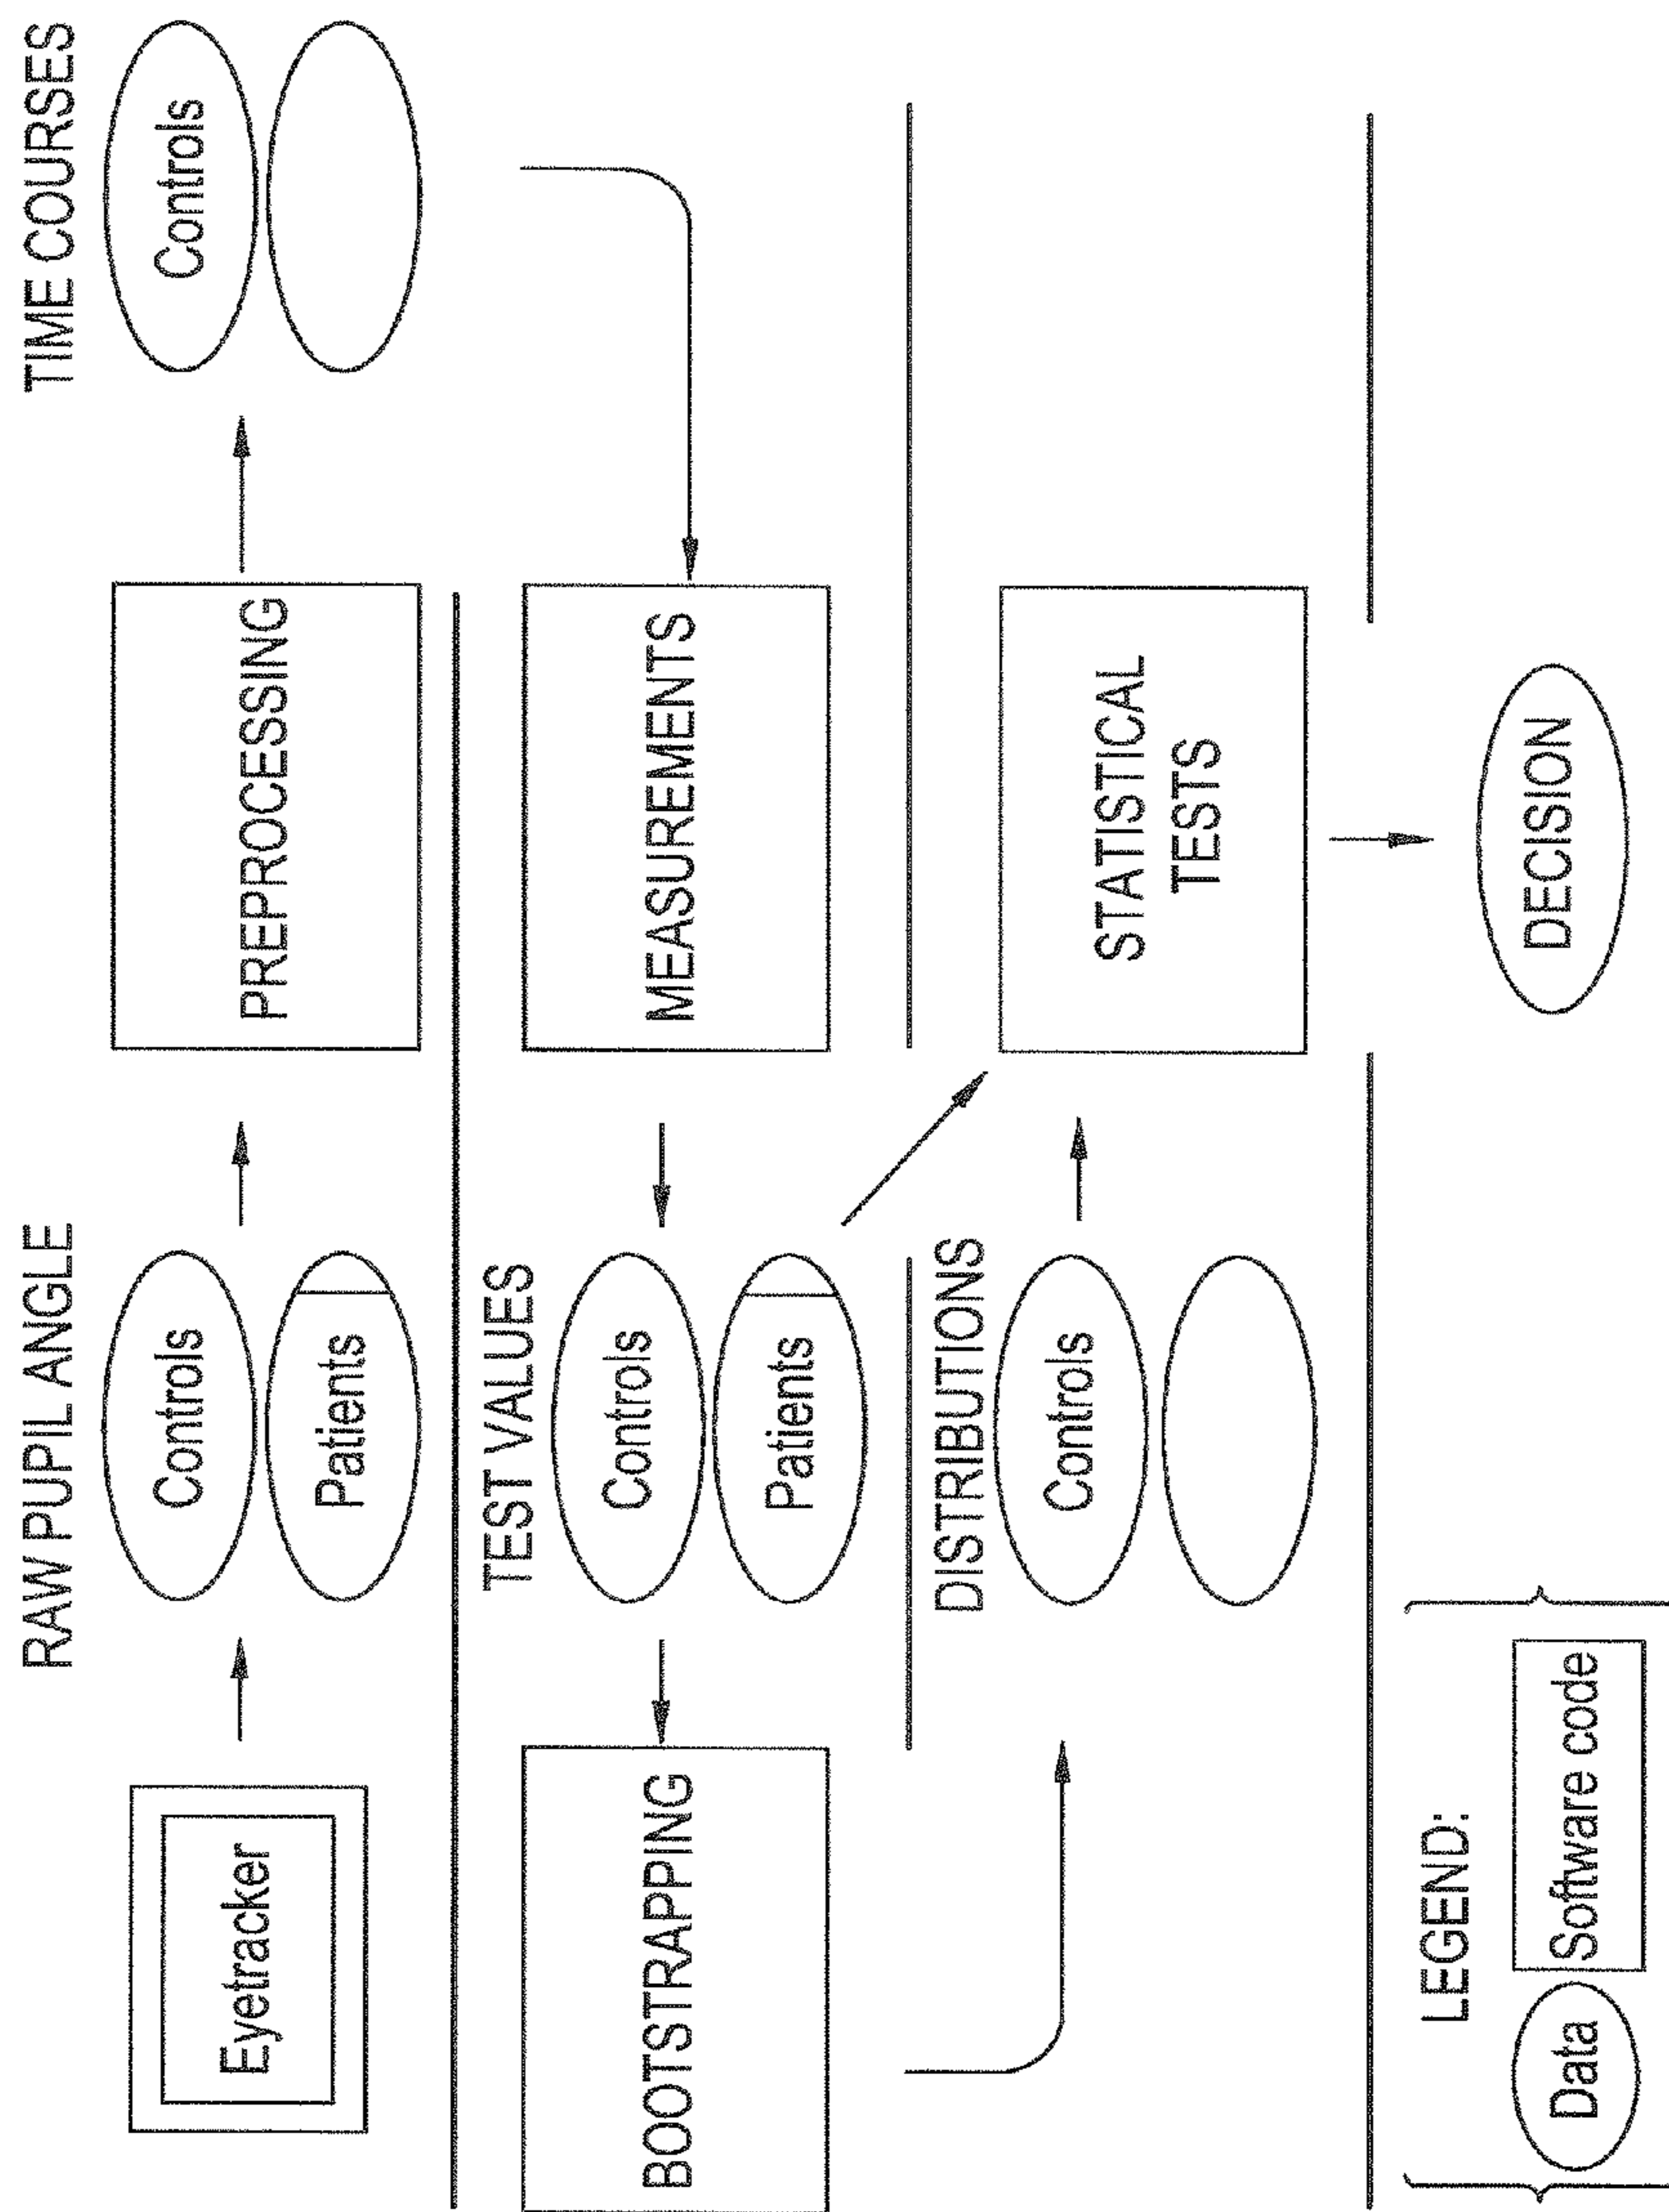 RAW PUPIL ANGLE
TIME COURSES
Eyetracker
Controls
Patients
PREPROCESSING
Controls
TEST VALUES
BOOTSTRAPPING
Controls
Patients
MEASUREMENTS
DISTRIBUTIONS
Controls
STATISTICAL
TESTS
LEGEND:
Data
Software code
DECISION